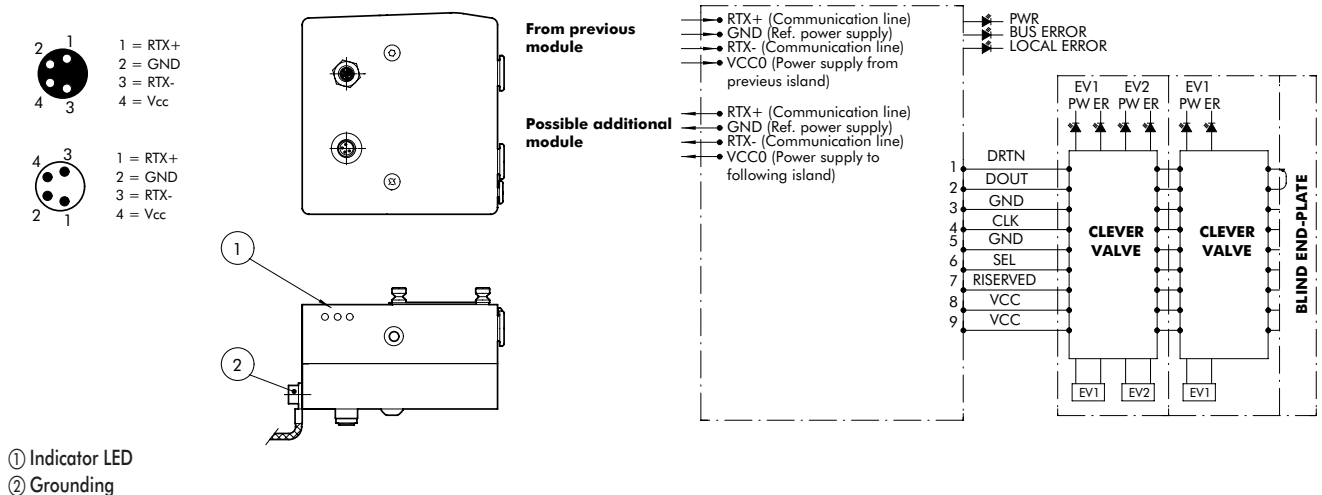 2 1
4 3
1 = RTX+
2 = GND
3 = RTX-
4 = Vcc
4 3
2 1
1 = RTX+
2 = GND
3 = RTX-
4 = Vcc
1
2
① Indicator LED
② Grounding
From previous
module
RTX+ (Communication line)
GND (Ref. power supply)
RTX- (Communication line)
VCC0 (Power supply from
previeus island)
Possible additional
module
RTX+ (Communication line)
GND (Ref. power supply)
RTX- (Communication line)
VCC0 (Power supply to
following island)
PWR
BUS ERROR
LOCAL ERROR
EV1 EV2 EV1
PW ER PW ER PW ER
1 DRTN
2 DOUT
3 GND
4 CLK
5 GND
6 SEL
7 RISERVED
8 VCC
9 VCC
CLEVER
VALVE
CLEVER
VALVE
BLIND END-PLATE
EV1 EV2 EV1